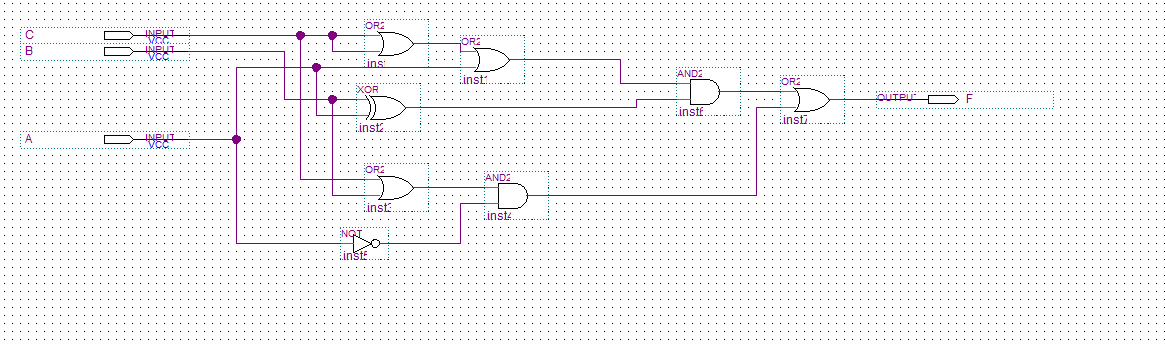 C INPUT
VCC
B INPUT
VCC
OR2
inst
OR2
inst1
XOR
inst2
AND2
inst6
OR2
inst7
OUTPUT F
A INPUT
VCC
OR2
inst3
AND2
inst4
NOT
inst5